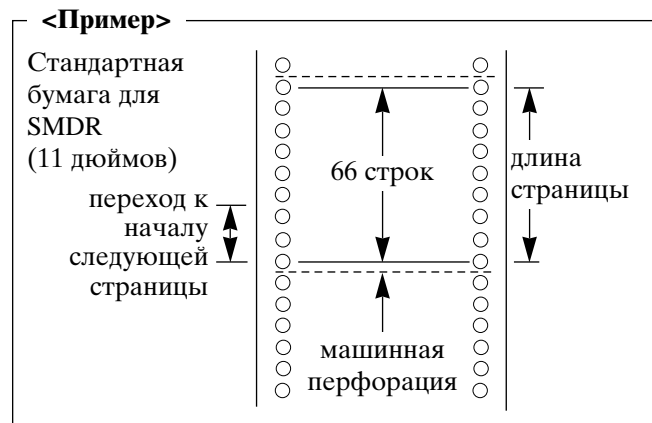 <Пример>
Стандартная
бумага для
SMDR
(11 дюймов)
переход к
началу
следующей
страницы
66 строк
длина
страницы
машинная
перфорация